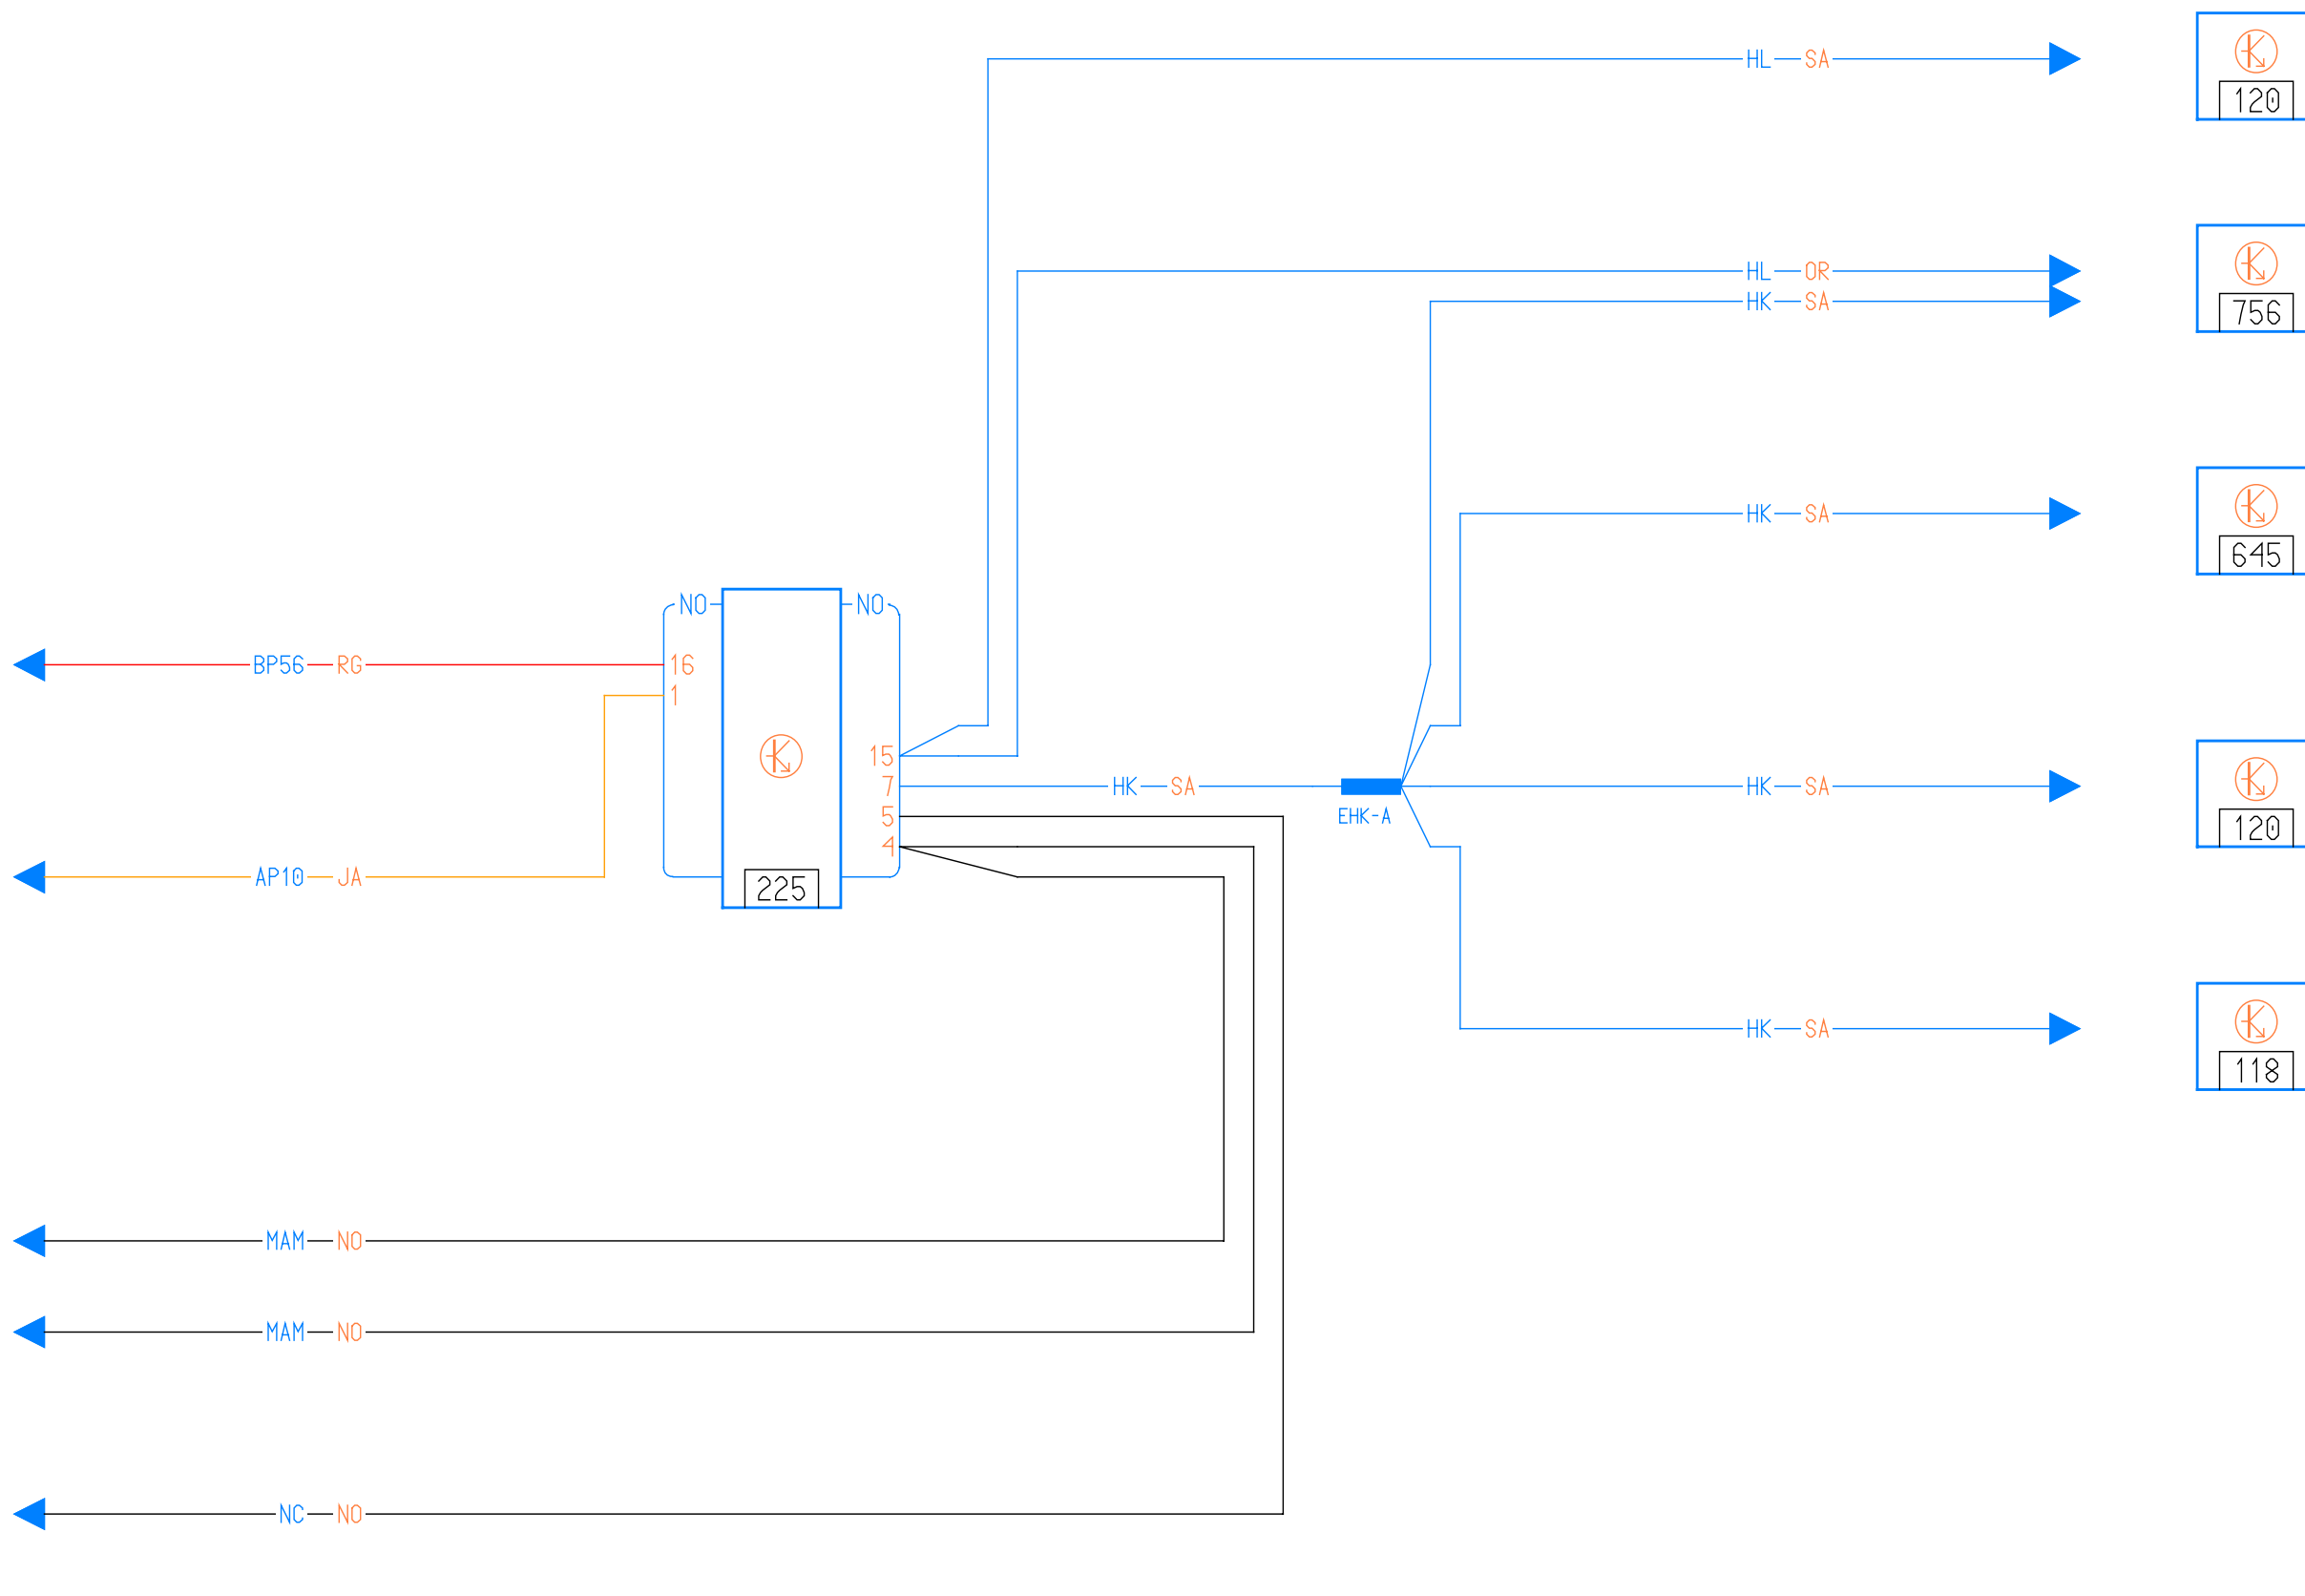 HL SA
120
HL OR
HK SA
756
HK SA
645
NO NO
BP56 RG 16
1
15
7 HK SA HK SA
EHK-A
120
5
4
AP10 JA
225
HK SA
118
MAM NO
MAM NO
NC NO